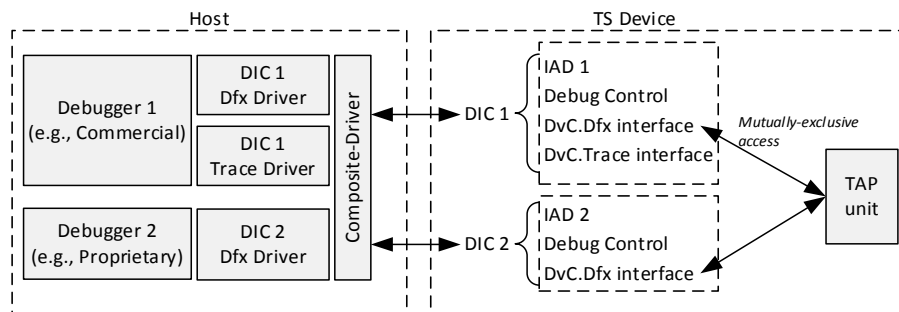 Host
TS Device
Debugger 1
(e.g., Commercial)
DIC 1
Dfx Driver
DIC 1
Trace Driver
Debugger 2
(e.g., Proprietary)
DIC 2
Dfx Driver
Composite-Driver
DIC 1
IAD 1
Debug Control
DvC.Dfx interface
DvC.Trace interface
DIC 2
IAD 2
Debug Control
DvC.Dfx interface
Mutually-exclusive
access
TAP
unit